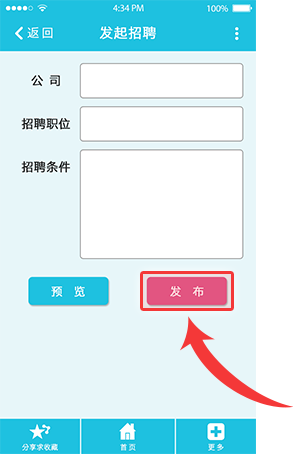 4:34 PM 100%
返回 发起招聘
公 司
招聘职位
招聘条件
预 览 发 布
分享求收藏 首页 更多